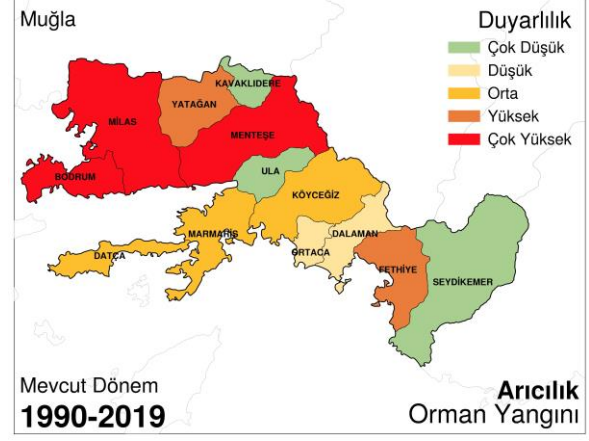 Muğla
Duyarlılık
Çok Düşük
Düşük
Orta
Yüksek
Çok Yüksek
KAVAKLIDERE
YATAĞAN
MİLAS
MENTEŞE
BODRUM
ULA
KÖYCEĞİZ
MARMARİS
DALAMAN
DATÇA
ORTACA
FETHİYE
SEYDİKEMER
Mevcut Dönem
1990-2019
Arıcılık
Orman Yangını